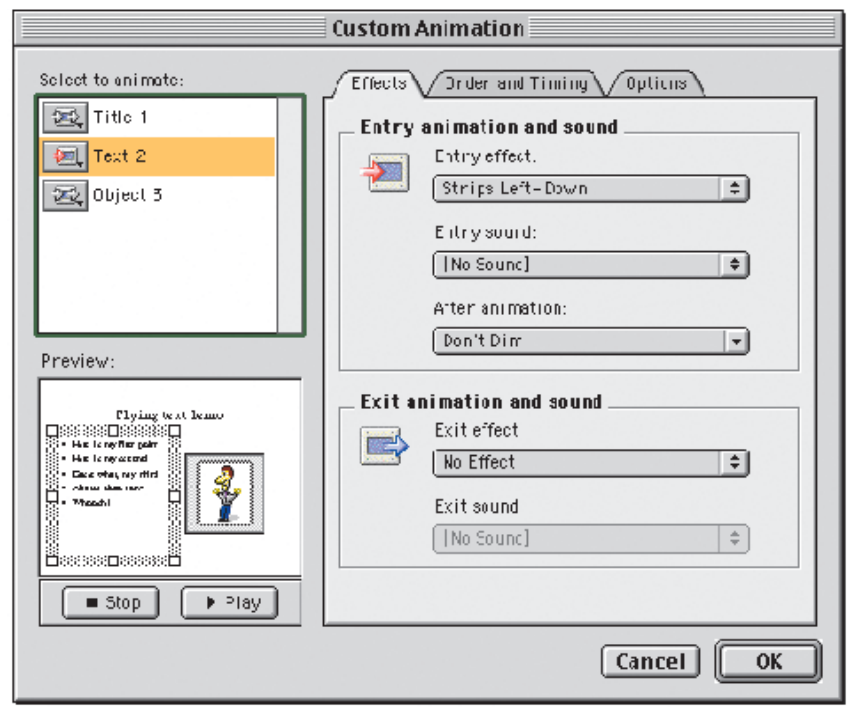 Custom Animation
Select to animate:
Title 1
Text 2
Object 3
Preview:
Flying text demo
Stop
Play
Effects
Order and Timing
Options
Entry animation and sound
Entry effect.
Strips Left-Down
Entry sound:
[No Sound]
After animation:
Don't Dim
Exit animation and sound
Exit effect
No Effect
Exit sound
[No Sound]
Cancel
OK